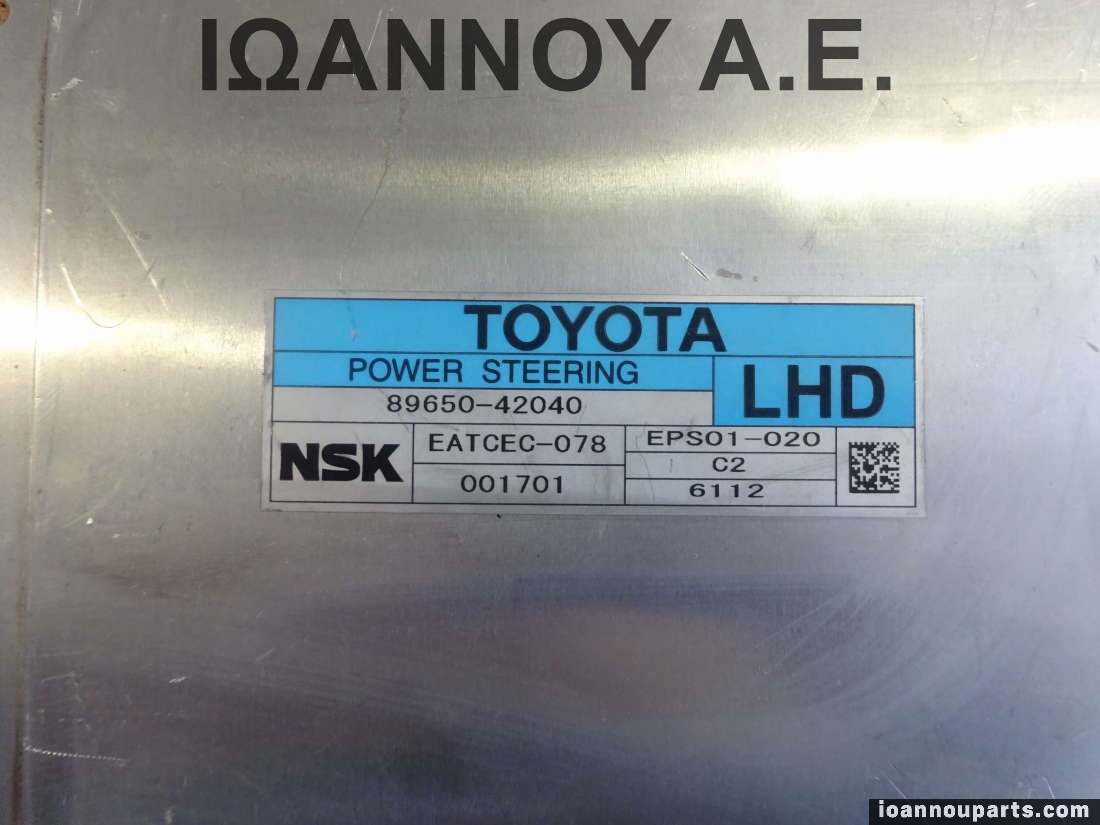 ΙΩΑΝΝΟΥ Α.Ε.
TOYOTA
POWER STEERING
LHD
89650-42040
NSK
EATCEC-078
EPS01-020
C2
001701
6112
ioannouparts.com